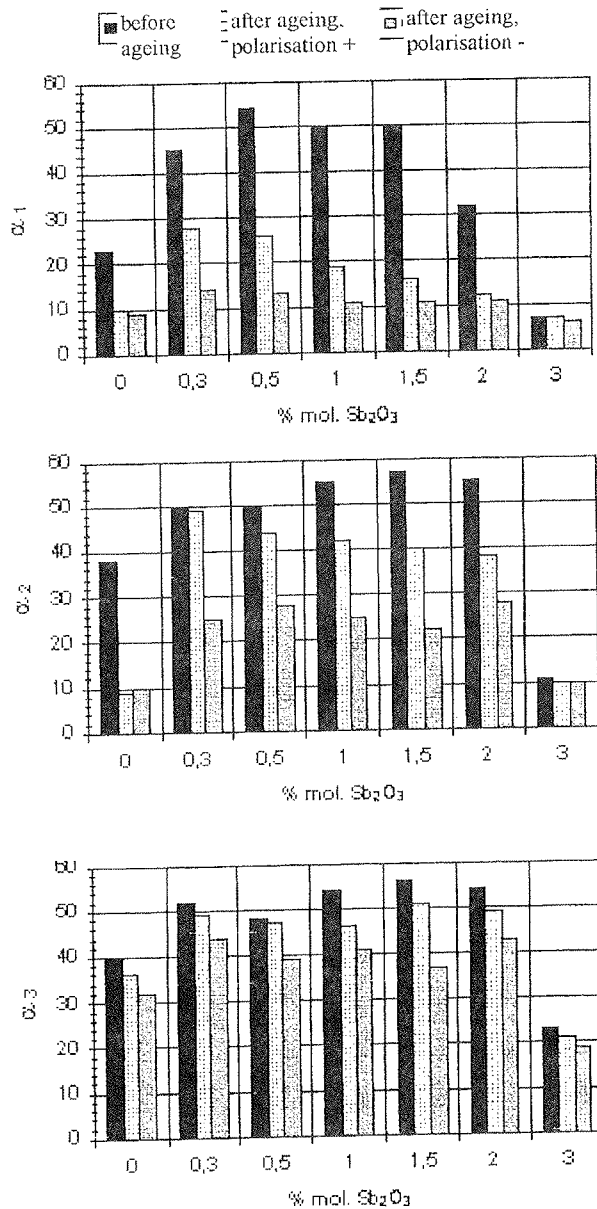 before ageing
after ageing, polarisation +
after ageing, polarisation -
60
50
40
30
20
10
0
α-1
0 0,3 0,5 1 1,5 2 3
% mol. Sb₂O₃
60
50
40
30
20
10
0
α-2
0 0,3 0,5 1 1,5 2 3
% mol. Sb₂O₃
60
50
40
30
20
10
0
α-3
0 0,3 0,5 1 1,5 2 3
% mol. Sb₂O₃